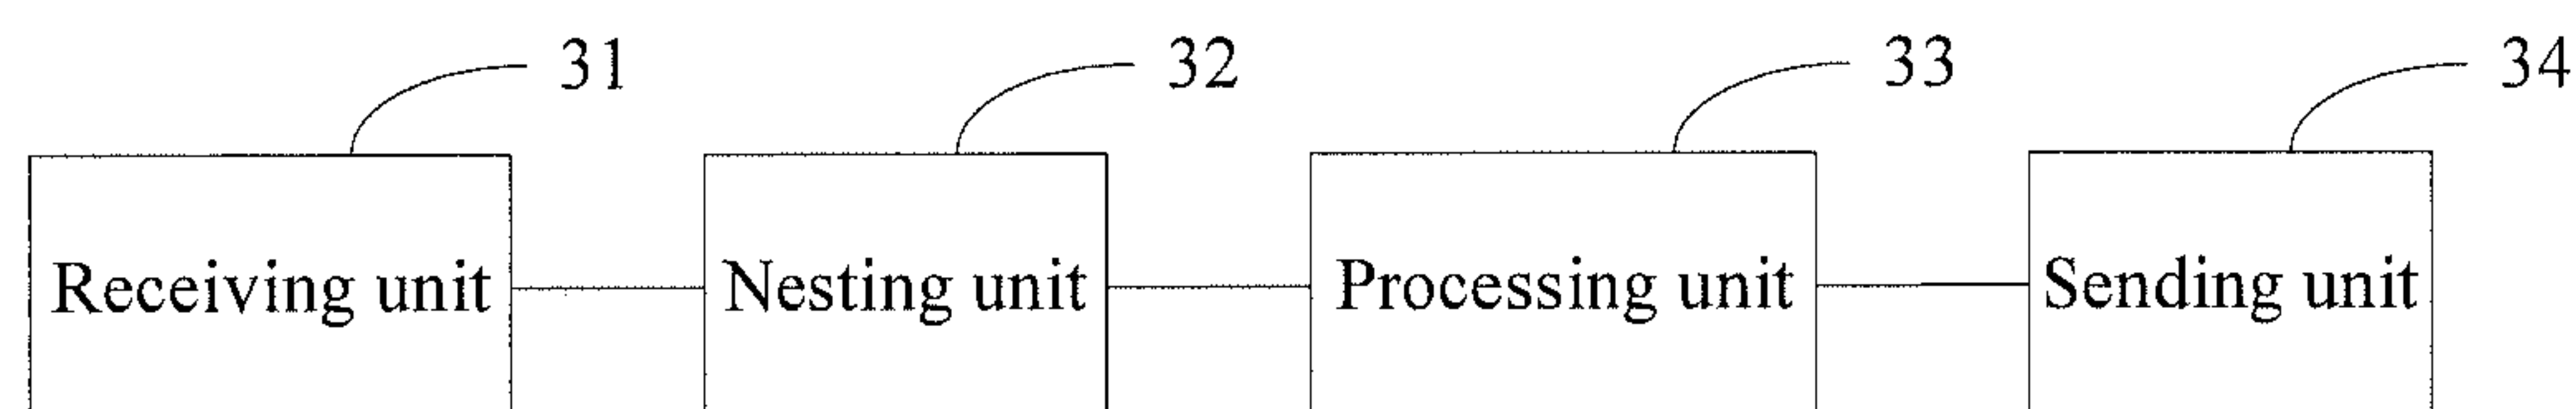 31 32 33 34
Receiving unit Nesting unit Processing unit Sending unit